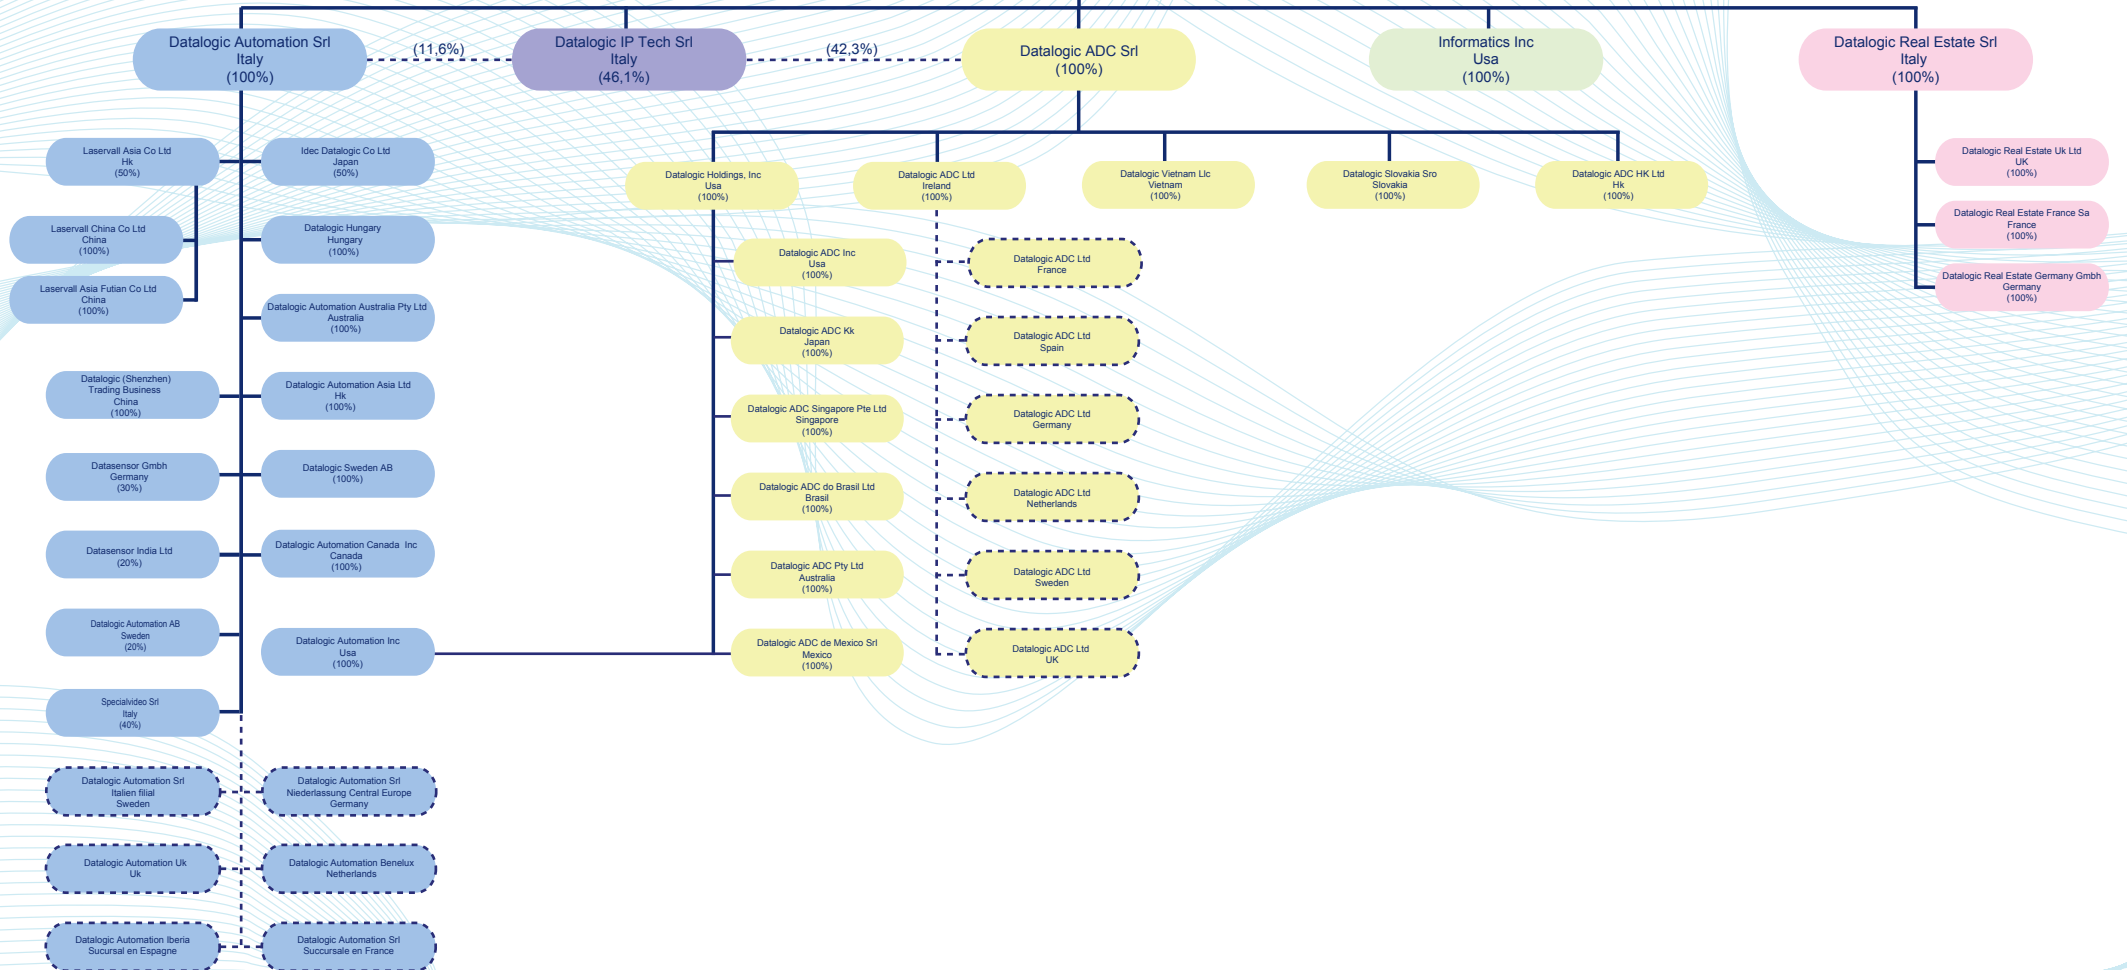 Datalogic Automation Srl
Italy
(100%)
(11,6%)
Datalogic IP Tech Srl
Italy
(46,1%)
(42,3%)
Datalogic ADC Srl
(100%)
Informatics Inc
Usa
(100%)
Datalogic Real Estate Srl
Italy
(100%)
Laservall Asia Co Ltd
Hk
(50%)
Idec Datalogic Co Ltd
Japan
(50%)
Laservall China Co Ltd
China
(100%)
Datalogic Hungary
Hungary
(100%)
Laservall Asia Futian Co Ltd
China
(100%)
Datalogic Automation Australia Pty Ltd
Australia
(100%)
Datalogic (Shenzhen)
Trading Business
China
(100%)
Datalogic Automation Asia Ltd
Hk
(100%)
Datasensor Gmbh
Germany
(30%)
Datalogic Sweden AB
(100%)
Datasensor India Ltd
(20%)
Datalogic Automation Canada Inc
Canada
(100%)
Datalogic Automation AB
Sweden
(20%)
Datalogic Automation Inc
Usa
(100%)
Specialvideo Srl
Italy
(40%)
Datalogic Automation Srl
Italien filial
Sweden
Datalogic Automation Srl
Niederlassung Central Europe
Germany
Datalogic Automation Uk
Uk
Datalogic Automation Benelux
Netherlands
Datalogic Automation Iberia
Sucursal en Espagne
Datalogic Automation Srl
Succursale en France
Datalogic Holdings, Inc
Usa
(100%)
Datalogic ADC Ltd
Ireland
(100%)
Datalogic Vietnam Llc
Vietnam
(100%)
Datalogic Slovakia Sro
Slovakia
(100%)
Datalogic ADC HK Ltd
Hk
(100%)
Datalogic ADC Inc
Usa
(100%)
Datalogic ADC Kk
Japan
(100%)
Datalogic ADC Singapore Pte Ltd
Singapore
(100%)
Datalogic ADC do Brasil Ltd
Brasil
(100%)
Datalogic ADC Pty Ltd
Australia
(100%)
Datalogic ADC de Mexico Srl
Mexico
(100%)
Datalogic ADC Ltd
France
Datalogic ADC Ltd
Spain
Datalogic ADC Ltd
Germany
Datalogic ADC Ltd
Netherlands
Datalogic ADC Ltd
Sweden
Datalogic ADC Ltd
UK
Datalogic Real Estate Uk Ltd
UK
(100%)
Datalogic Real Estate France Sa
France
(100%)
Datalogic Real Estate Germany Gmbh
Germany
(100%)